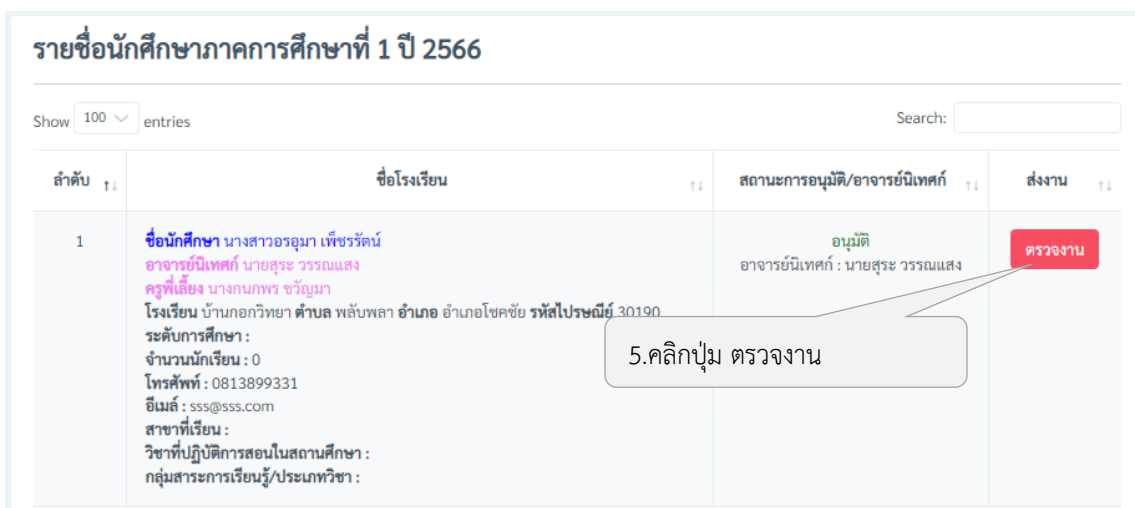 รายชื่อนักศึกษาภาคการศึกษาที่ 1 ปี 2566
Show 100 entries
Search:
ลำดับ ชื่อโรงเรียน สถานะการอนุมัติ/อาจารย์นิเทศก์ ส่งงาน
1 ชื่อนักศึกษา นางสาวอรอุมา เพ็ชรรัตน์ อนุมัติ ตรวจงาน
อาจารย์นิเทศก์ นายสุระ วรรณแสง อาจารย์นิเทศก์ : นายสุระ วรรณแสง
ครูพี่เลี้ยง นางกนกพร ขวัญมา
โรงเรียน บ้านกอกวิทยา ตำบล พลับพลา อำเภอ อำเภอโชคชัย รหัสไปรษณีย์ 30190
ระดับการศึกษา :
จำนวนนักเรียน : 0
โทรศัพท์ : 0813899331
อีเมล์ : sss@sss.com
สาขาที่เรียน :
วิชาที่ปฏิบัติการสอนในสถานศึกษา :
กลุ่มสาระการเรียนรู้/ประเภทวิชา :
5.คลิกปุ่ม ตรวจงาน